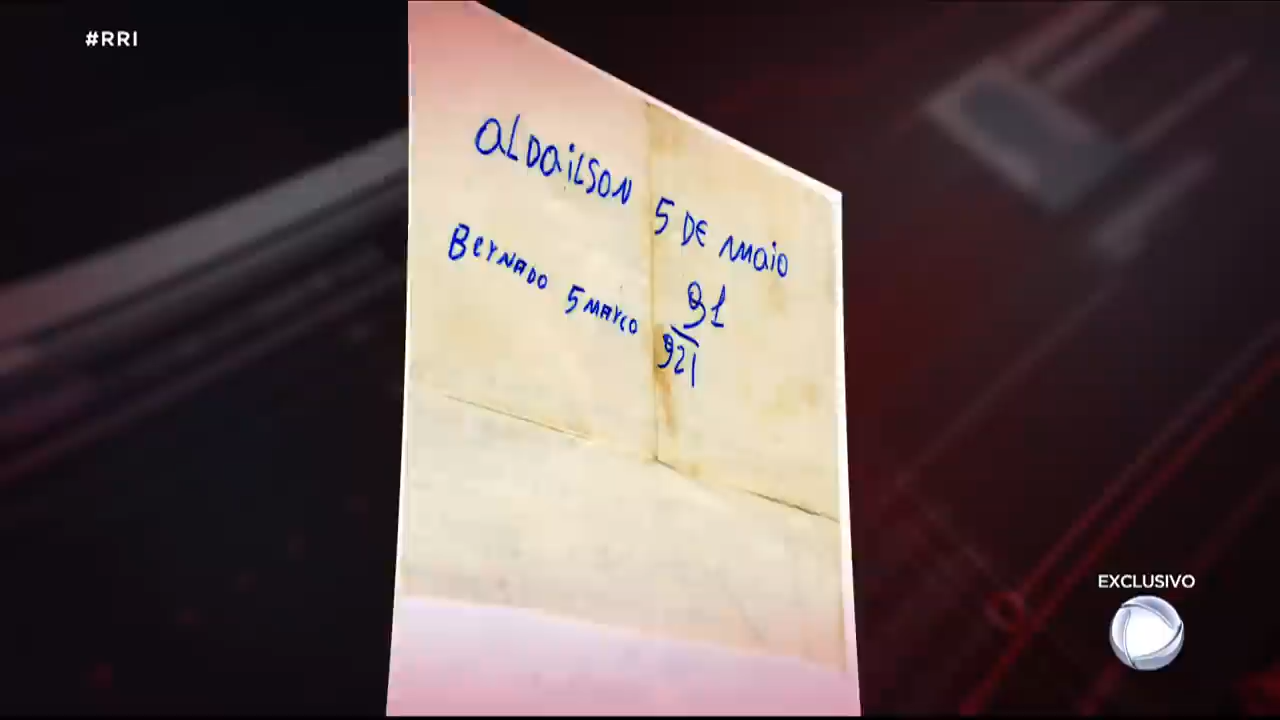 #RRI
ALDAiLSON 5 DE MAiO
BerNADO 5 MArCO 91
921
EXCLUSIVO